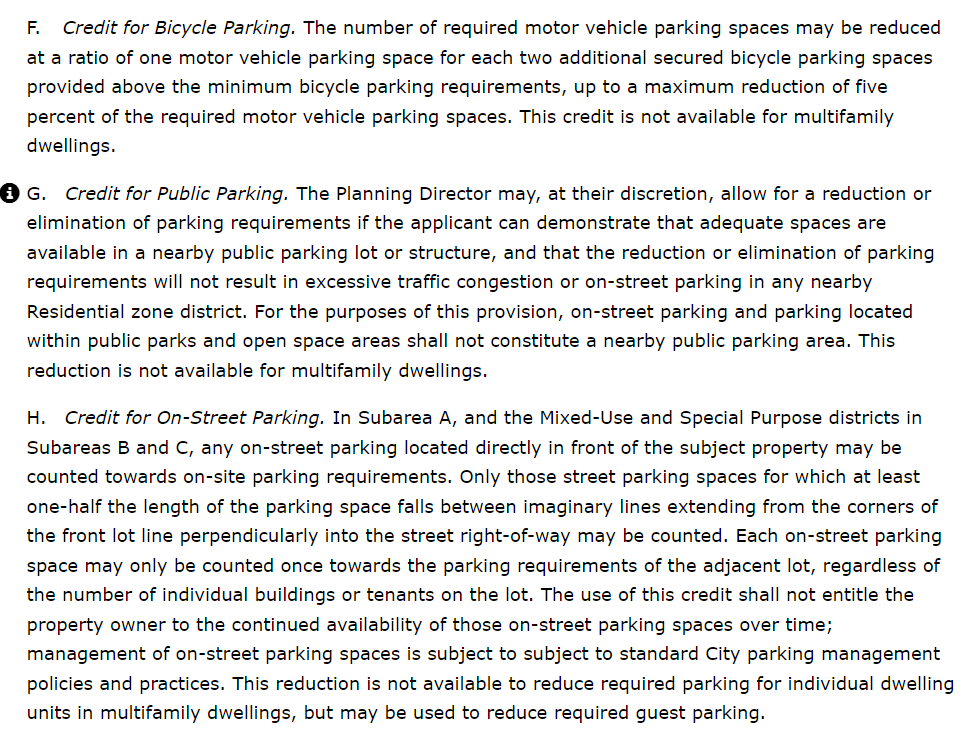 F. Credit for Bicycle Parking. The number of required motor vehicle parking spaces may be reduced
at a ratio of one motor vehicle parking space for each two additional secured bicycle parking spaces
provided above the minimum bicycle parking requirements, up to a maximum reduction of five
percent of the required motor vehicle parking spaces. This credit is not available for multifamily
dwellings.
G. Credit for Public Parking. The Planning Director may, at their discretion, allow for a reduction or
elimination of parking requirements if the applicant can demonstrate that adequate spaces are
available in a nearby public parking lot or structure, and that the reduction or elimination of parking
requirements will not result in excessive traffic congestion or on-street parking in any nearby
Residential zone district. For the purposes of this provision, on-street parking and parking located
within public parks and open space areas shall not constitute a nearby public parking area. This
reduction is not available for multifamily dwellings.
H. Credit for On-Street Parking. In Subarea A, and the Mixed-Use and Special Purpose districts in
Subareas B and C, any on-street parking located directly in front of the subject property may be
counted towards on-site parking requirements. Only those street parking spaces for which at least
one-half the length of the parking space falls between imaginary lines extending from the corners of
the front lot line perpendicularly into the street right-of-way may be counted. Each on-street parking
space may only be counted once towards the parking requirements of the adjacent lot, regardless of
the number of individual buildings or tenants on the lot. The use of this credit shall not entitle the
property owner to the continued availability of those on-street parking spaces over time;
management of on-street parking spaces is subject to subject to standard City parking management
policies and practices. This reduction is not available to reduce required parking for individual dwelling
units in multifamily dwellings, but may be used to reduce required guest parking.